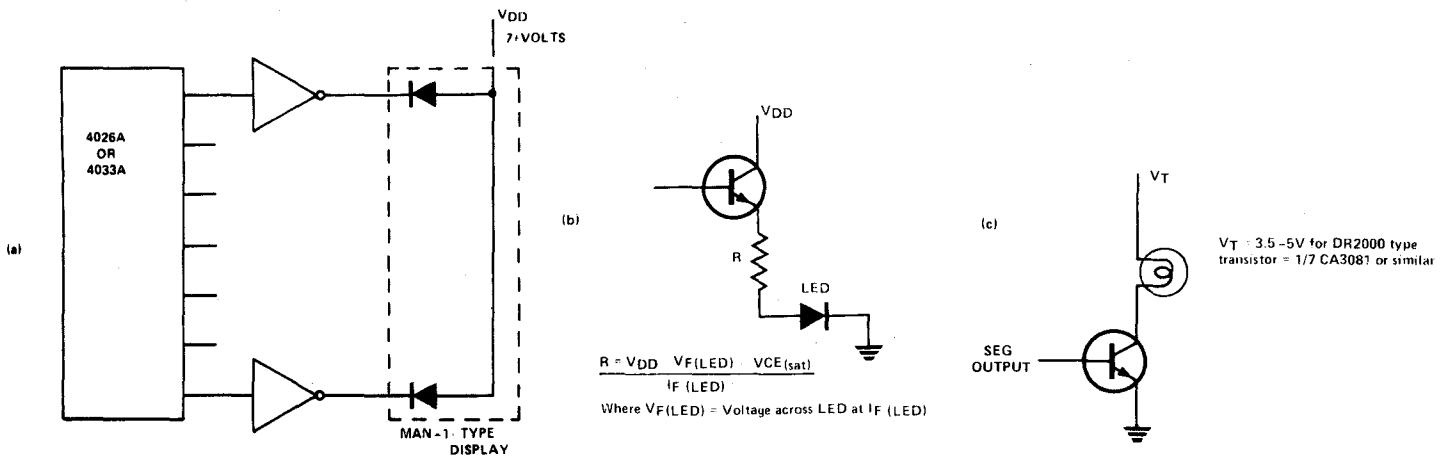 (a)
4026A
OR
4033A
VDD
7+VOLTS
MAN-1 TYPE
DISPLAY
(b)
VDD
R
LED
R = VDD VF(LED) VCE(sat)
IF (LED)
Where VF(LED) = Voltage across LED at IF (LED)
(c)
VT
SEG
OUTPUT
VT = 3.5-5V for DR2000 type
transistor = 1/7 CA3081 or similar